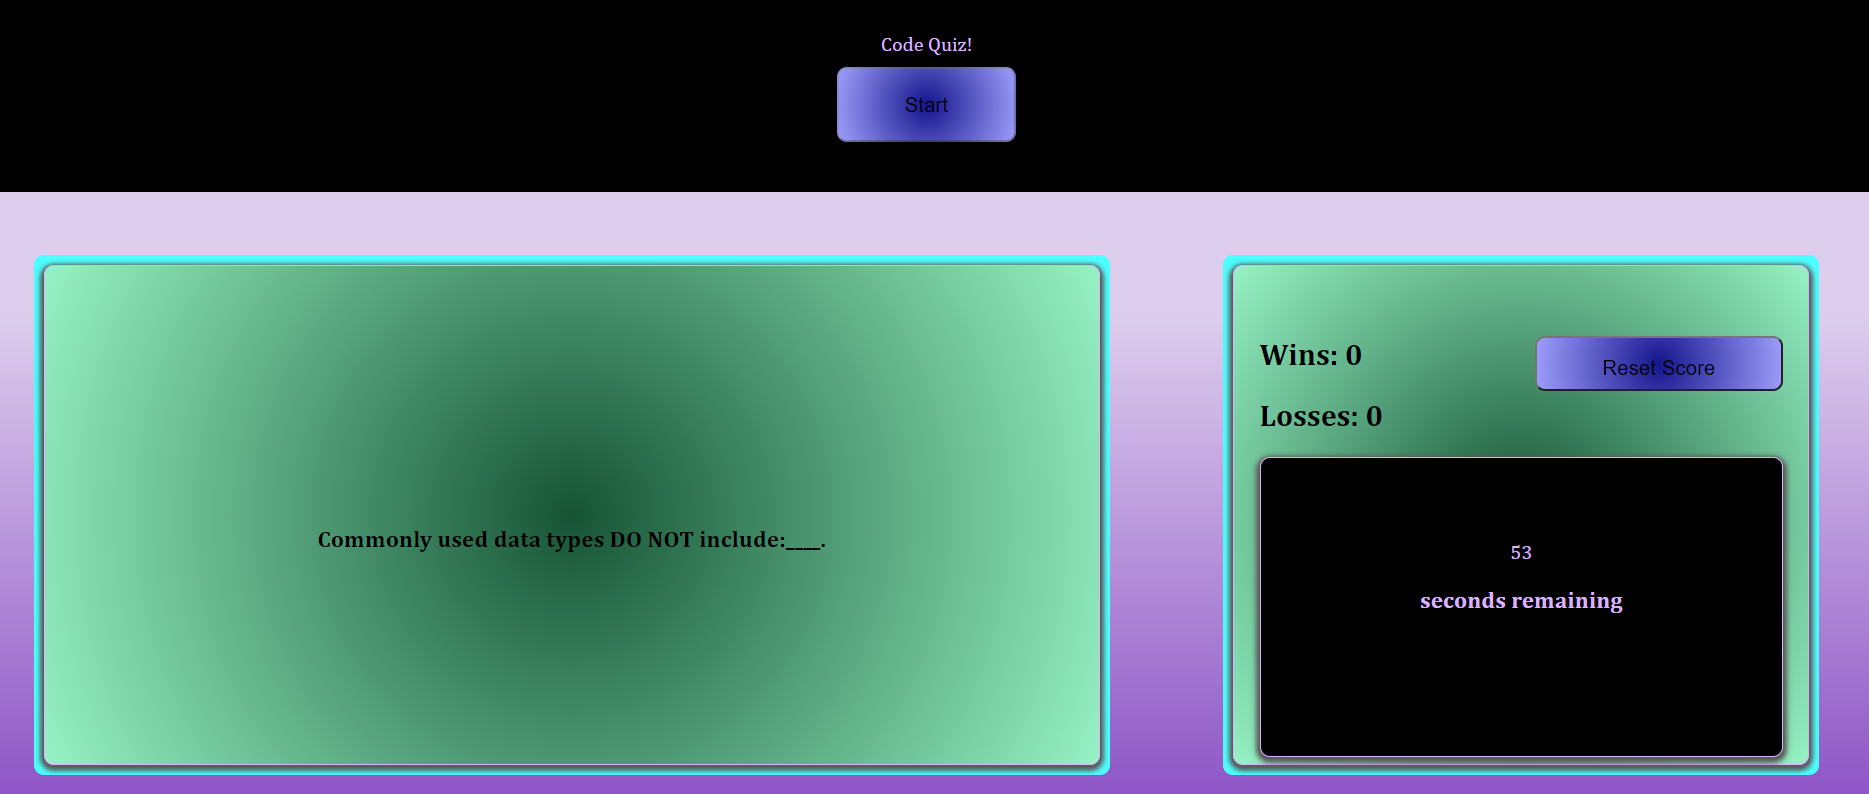 Code Quiz!
Start
Commonly used data types DO NOT include:____.
Wins: 0
Reset Score
Losses: 0
53
seconds remaining